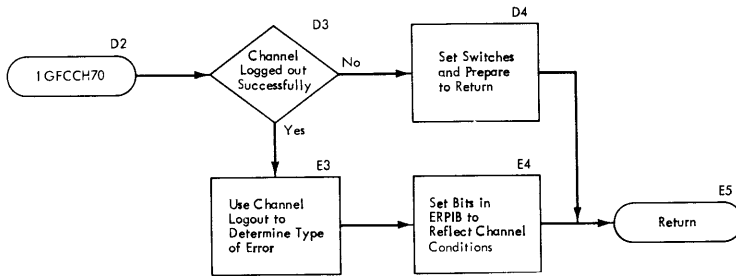 D2
IGFCCH70
D3
Channel
Logged out
Successfully
No
Yes
D4
Set Switches
and Prepare
to Return
E3
Use Channel
Logout to
Determine Type
of Error
E4
Set Bits in
ERPIB to
Reflect Channel
Conditions
E5
Return